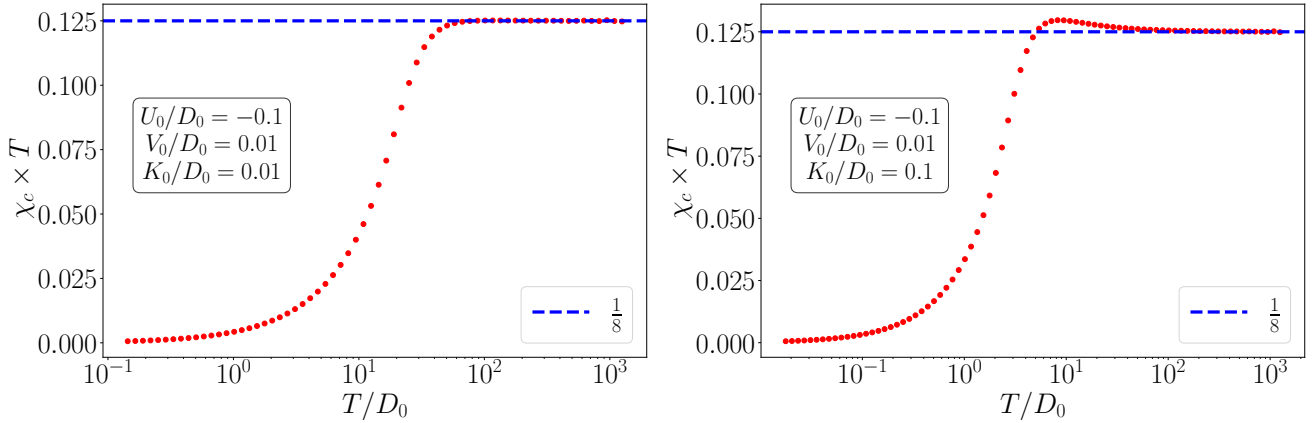 0.125
0.100
0.075
0.050
0.025
0.000
χ_c × T
U_0/D_0 = −0.1
V_0/D_0 = 0.01
K_0/D_0 = 0.01
1/8
10^{-1}
10^0
10^1
10^2
10^3
T/D_0
0.125
0.100
0.075
0.050
0.025
0.000
χ_c × T
U_0/D_0 = −0.1
V_0/D_0 = 0.01
K_0/D_0 = 0.1
1/8
10^{-1}
10^0
10^1
10^2
10^3
T/D_0